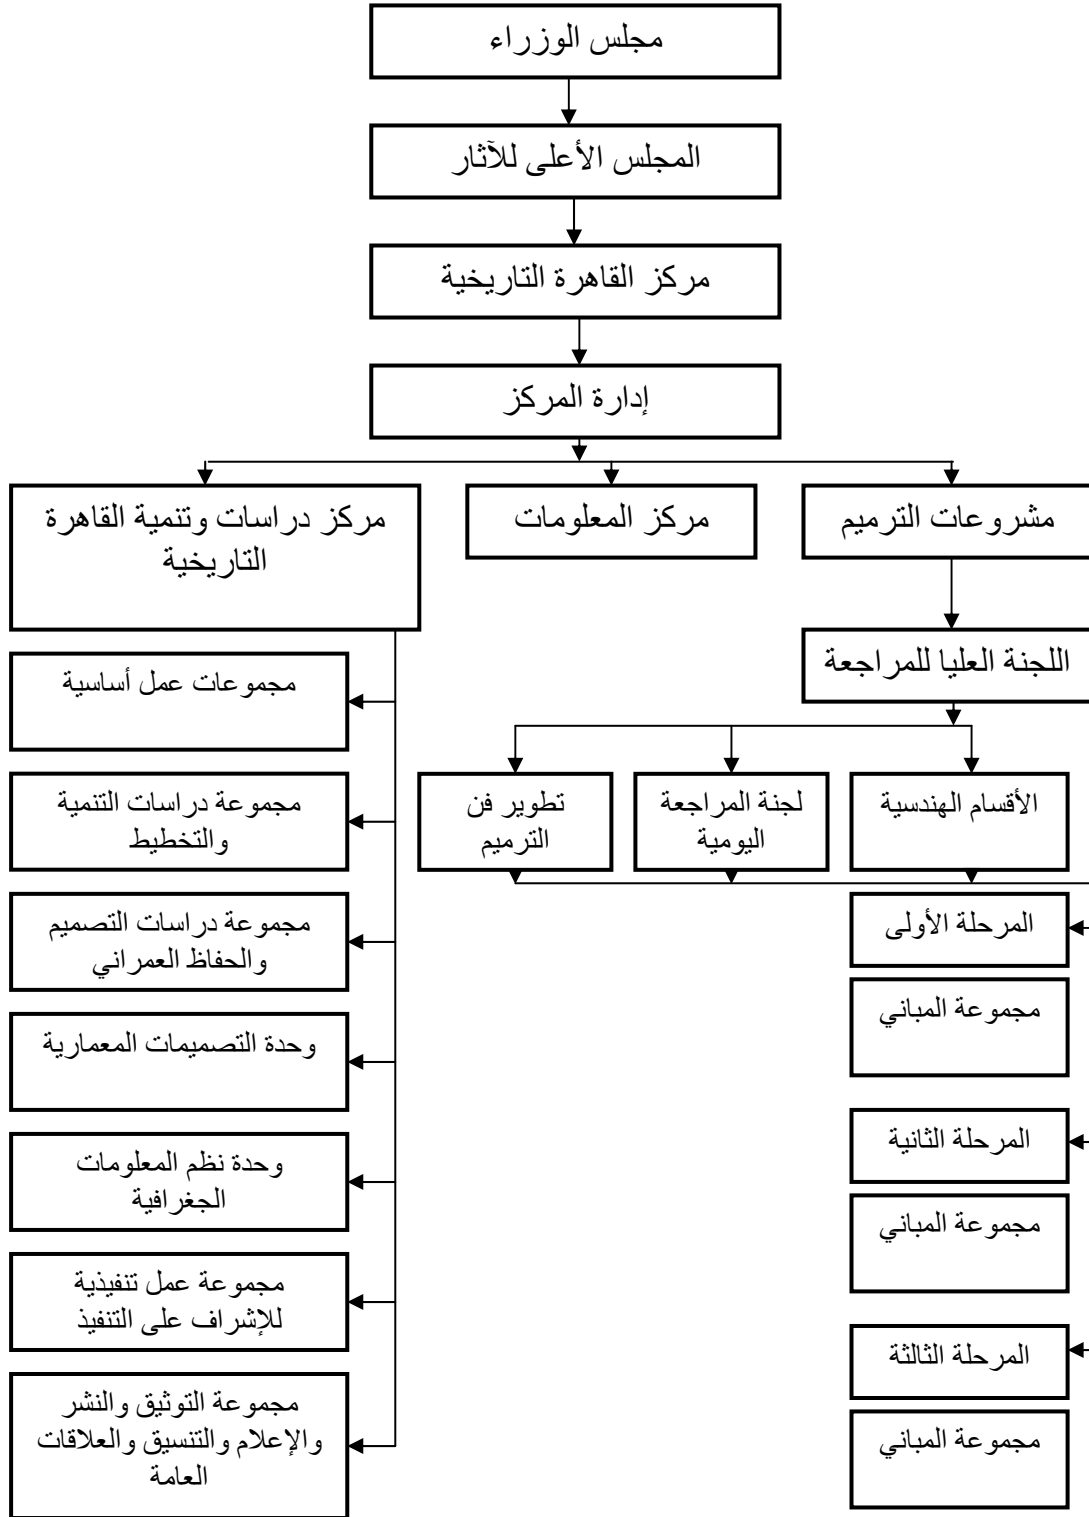 مجلس الوزراء
المجلس الأعلى للآثار
مركز القاهرة التاريخية
إدارة المركز
مشروعات الترميم
مركز المعلومات
مركز دراسات وتنمية القاهرة
التاريخية
اللجنة العليا للمراجعة
الأقسام الهندسية
لجنة المراجعة
اليومية
تطوير فن
الترميم
المرحلة الأولى
مجموعة المباني
المرحلة الثانية
مجموعة المباني
المرحلة الثالثة
مجموعة المباني
مجموعات عمل أساسية
مجموعة دراسات التنمية
والتخطيط
مجموعة دراسات التصميم
والحفاظ العمراني
وحدة التصميمات المعمارية
وحدة نظم المعلومات
الجغرافية
مجموعة عمل تنفيذية
للإشراف على التنفيذ
مجموعة التوثيق والنشر
والإعلام والتنسيق والعلاقات
العامة